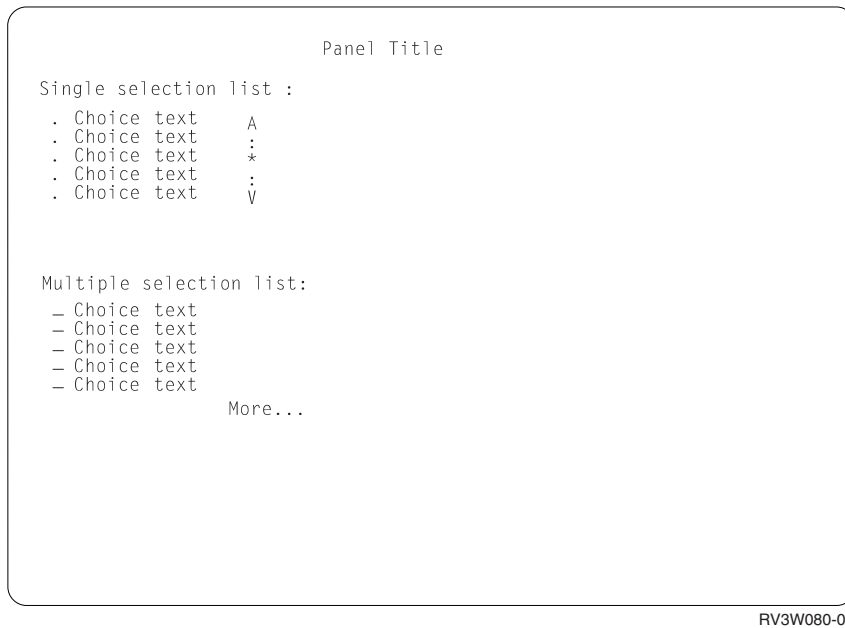 Panel Title
Single selection list :
. Choice text A
. Choice text :
. Choice text *
. Choice text :
. Choice text V
Multiple selection list:
_ Choice text
_ Choice text
_ Choice text
_ Choice text
_ Choice text
More...
RV3W080-0